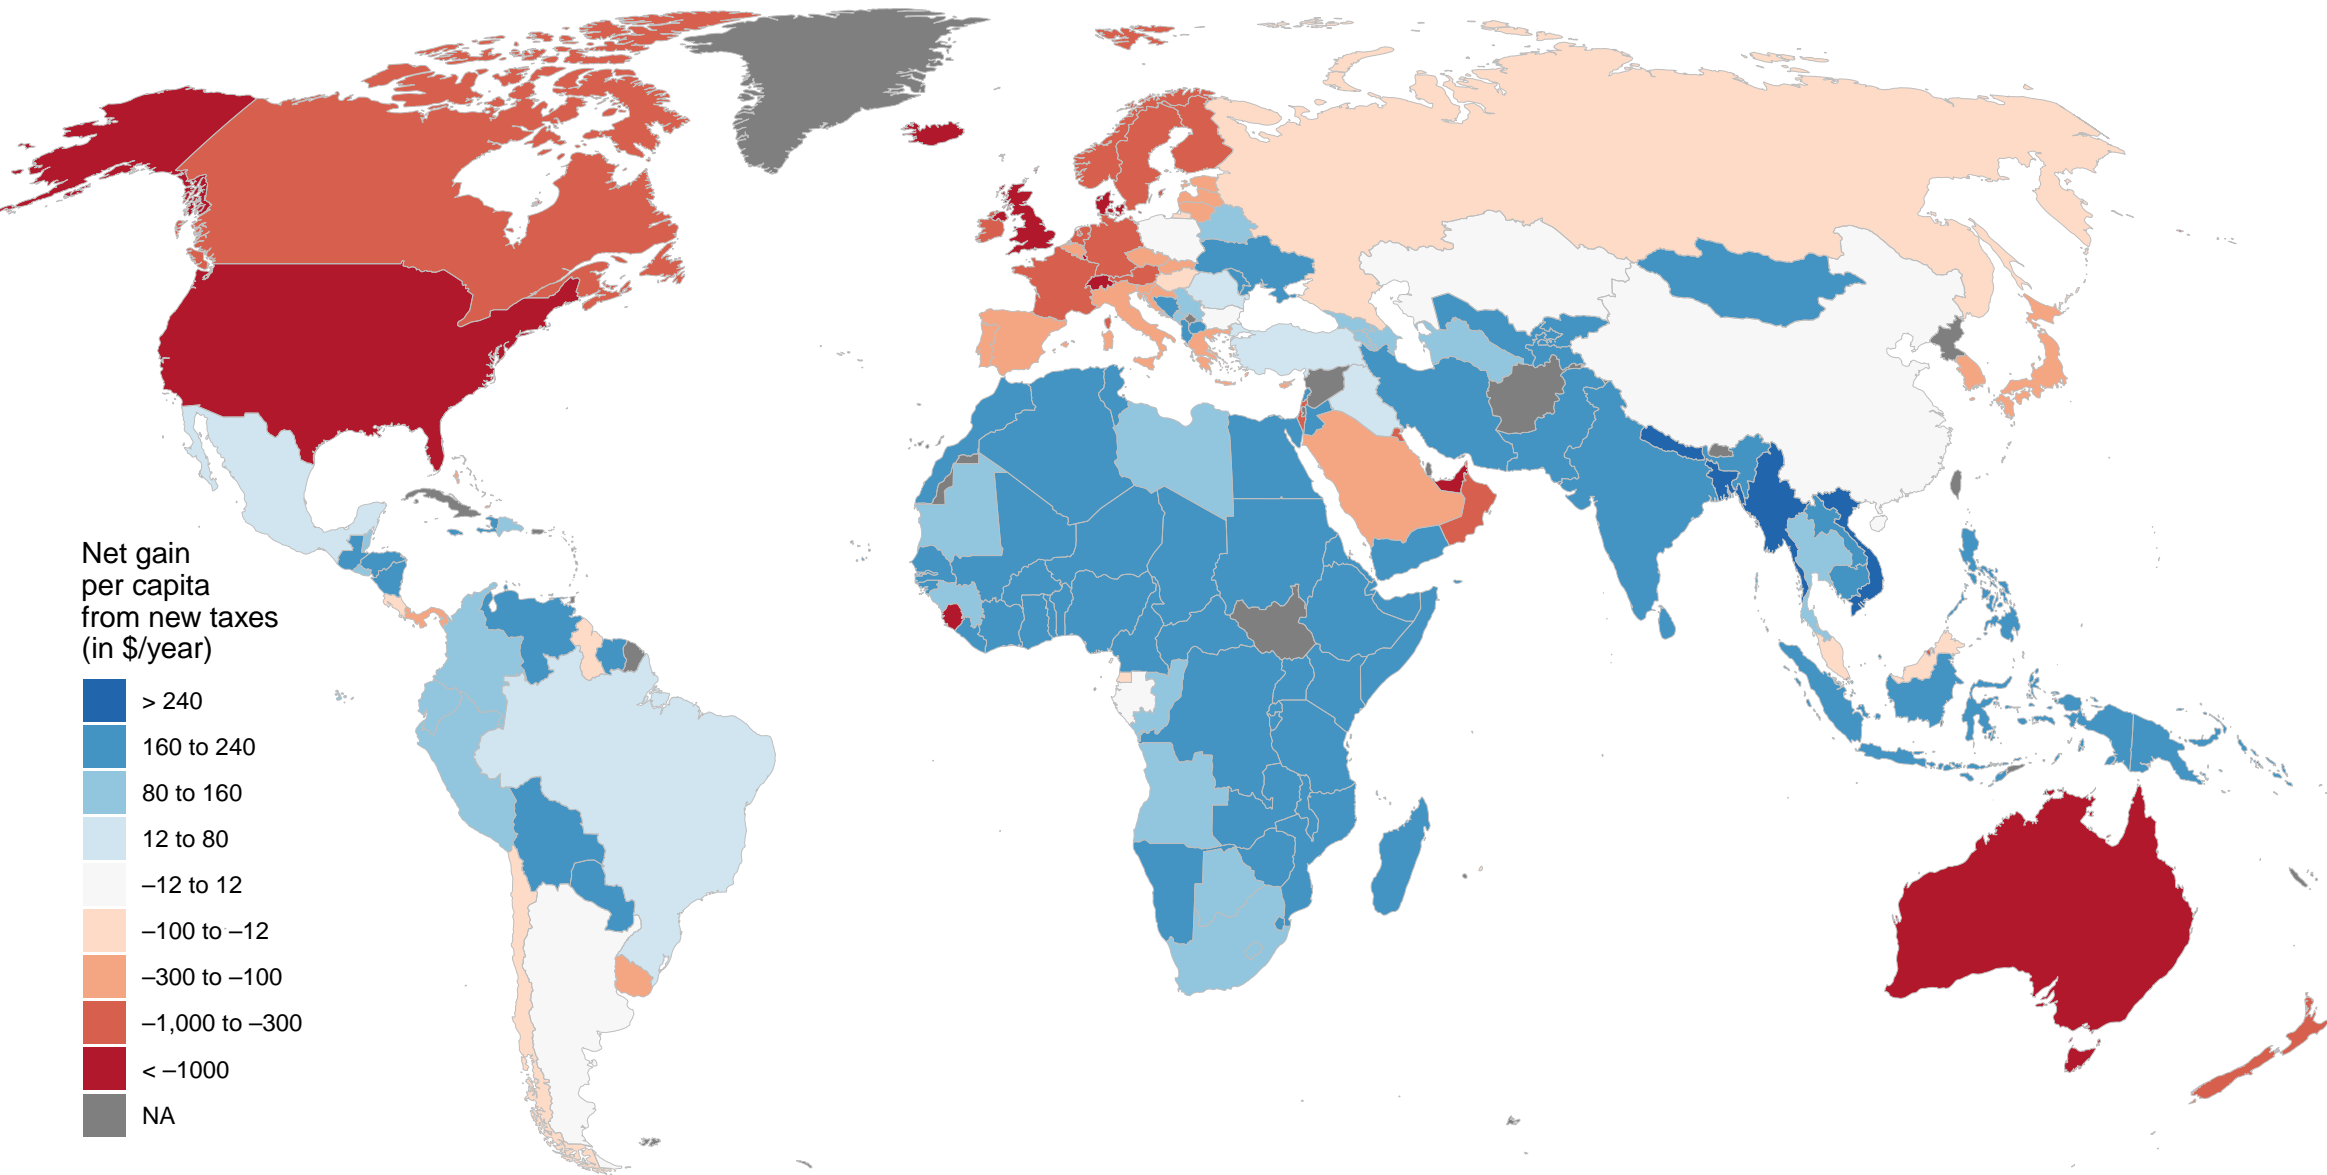 Net gain
per capita
from new taxes
(in $/year)
> 240
160 to 240
80 to 160
12 to 80
–12 to 12
–100 to –12
–300 to –100
–1,000 to –300
< –1000
NA